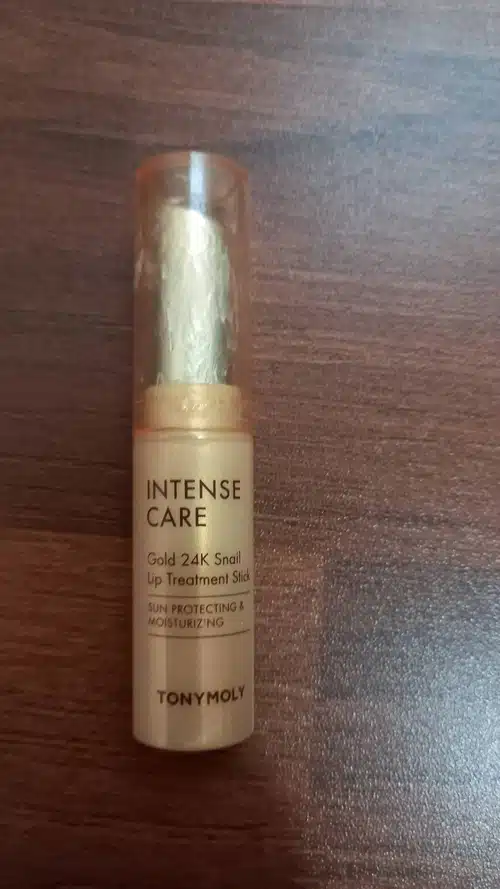 INTENSE
CARE
Gold 24K Snail
Lip Treatment Stick
SUN PROTECTING &
MOISTURIZING
TONYMOLY